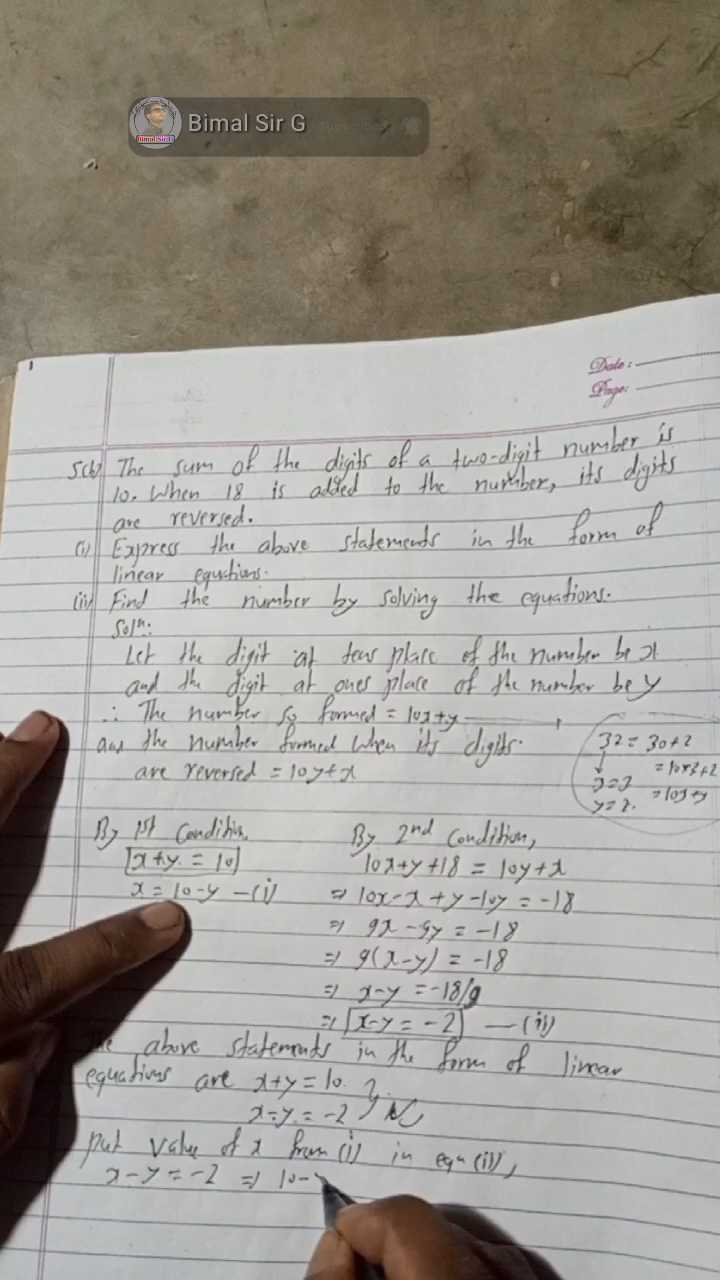 Bimal Sir G
Date:
Page:
5(b) The sum of the digits of a two-digit number is
10. When 18 is added to the number, its digits
are reversed.
(i) Express the above statements in the form of
linear equations.
(ii) Find the number by solving the equations.
Solⁿ:
Let the digit at tens place of the number be x
and the digit at ones place of the number be y
∴ The number so formed = 10x+y
and the number formed when its digits
are reversed = 10y+x
32 = 30+2
= 10×3+2
x=3
= 10x+y
y=2.
By 1st Condition,
x+y = 10
x = 10-y - (i)
By 2nd Condition,
10x+y+18 = 10y+x
⇒ 10x-x+y-10y = -18
⇒ 9x-9y = -18
⇒ 9(x-y) = -18
⇒ x-y = -18/9
⇒ x-y = -2 - (ii)
The above statements in the form of linear
equations are x+y=10
x-y = -2
put value of x from (i) in eqn (ii),
x-y = -2 ⇒ 10-